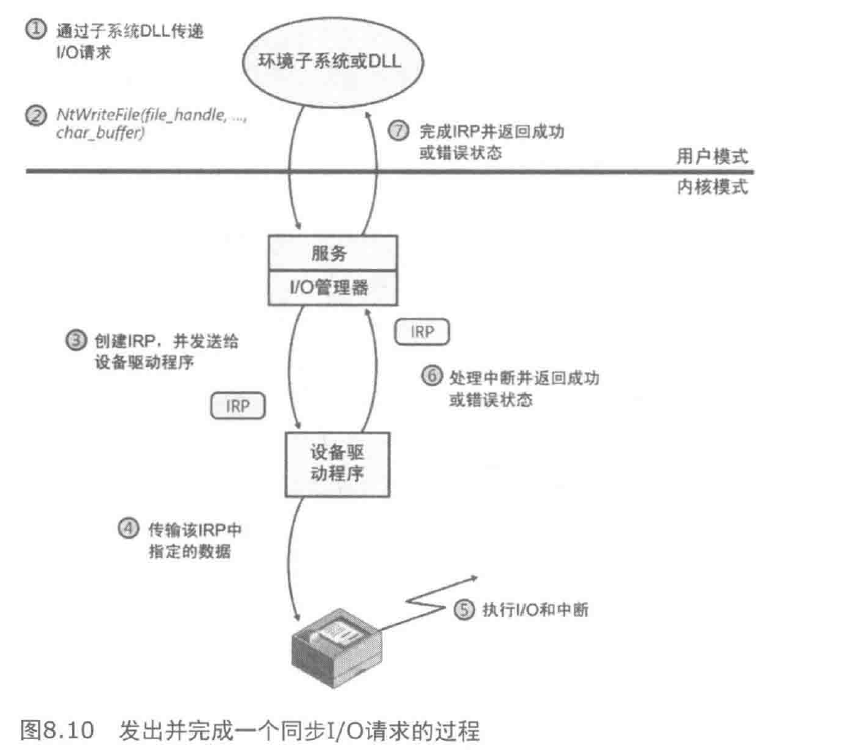 ① 通过子系统DLL传递
I/O请求
环境子系统或DLL
② NtWriteFile(file_handle, ...,
char_buffer)
⑦ 完成IRP并返回成功
或错误状态
用户模式
内核模式
服务
I/O管理器
③ 创建IRP，并发送给
设备驱动程序
IRP
⑥ 处理中断并返回成功
或错误状态
IRP
设备驱
动程序
④ 传输该IRP中
指定的数据
⑤ 执行I/O和中断
图8.10 发出并完成一个同步I/O请求的过程